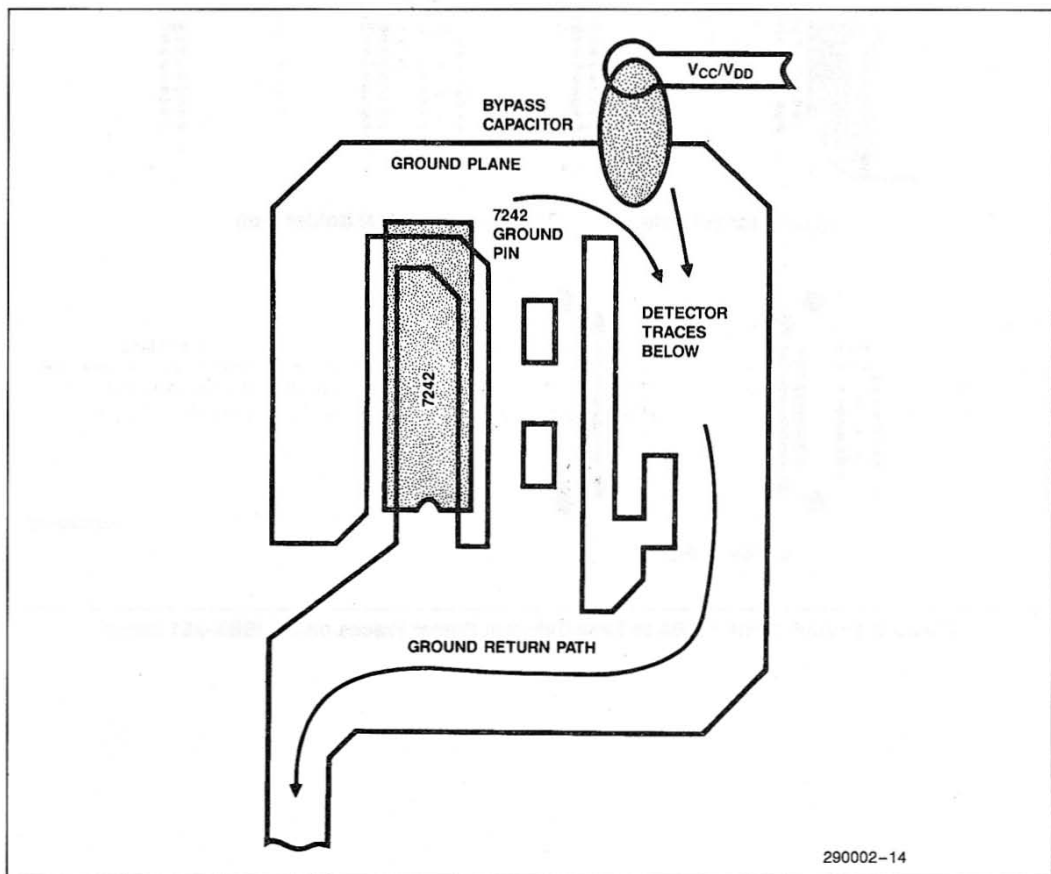 VCC/VDD
BYPASS
CAPACITOR
GROUND PLANE
7242
GROUND
PIN
DETECTOR
TRACES
BELOW
7242
GROUND RETURN PATH
290002-14